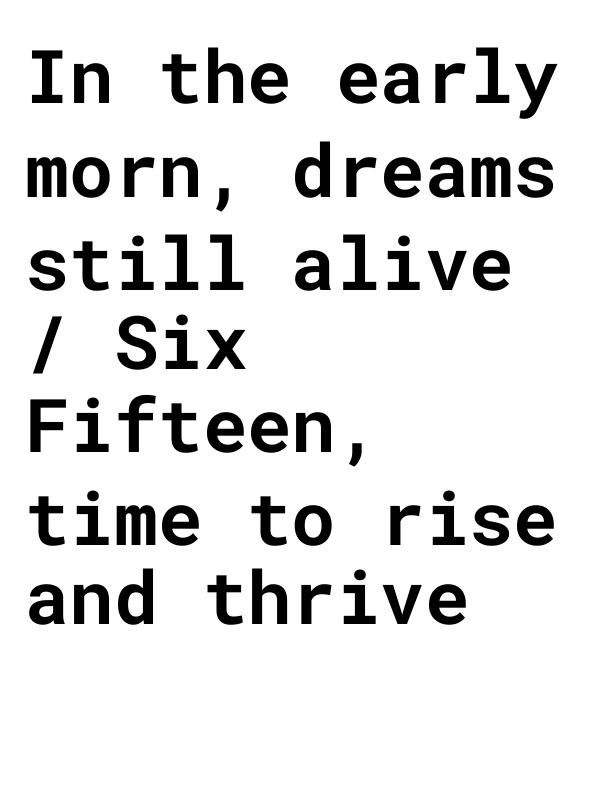 In the early
morn, dreams
still alive
/ Six
Fifteen,
time to rise
and thrive